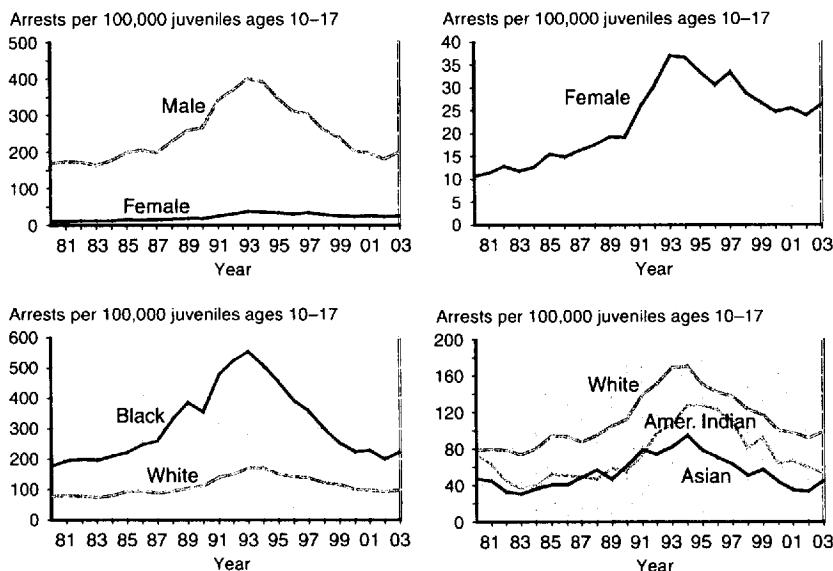 Arrests per 100,000 juveniles ages 10–17
500
400
300
200
100
0
Male
Female
81 83 85 87 89 91 93 95 97 99 01 03
Year
Arrests per 100,000 juveniles ages 10–17
40
35
30
25
20
15
10
5
0
Female
81 83 85 87 89 91 93 95 97 99 01 03
Year
Arrests per 100,000 juveniles ages 10–17
600
500
400
300
200
100
0
Black
White
81 83 85 87 89 91 93 95 97 99 01 03
Year
Arrests per 100,000 juveniles ages 10–17
200
160
120
80
40
0
White
Amer. Indian
Asian
81 83 85 87 89 91 93 95 97 99 01 03
Year